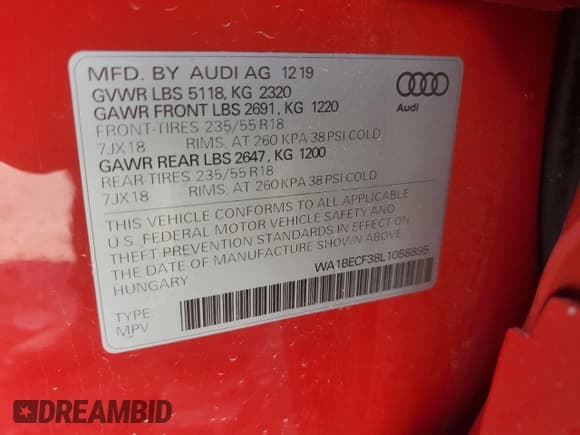 MFD. BY AUDI AG 12 19
GVWR LBS 5118, KG 2320
GAWR FRONT LBS 2691, KG 1220
FRONT-TIRES 235/55 R18
7JX18 RIMS, AT 260 KPA 38 PSI COLD
GAWR REAR LBS 2647, KG 1200
REAR-TIRES 235/55 R18
7JX18 RIMS, AT 260 KPA 38 PSI COLD
Audi
THIS VEHICLE CONFORMS TO ALL APPLICABLE
U.S. FEDERAL MOTOR VEHICLE SAFETY AND
THEFT PREVENTION STANDARDS IN EFFECT ON
THE DATE OF MANUFACTURE SHOWN ABOVE.
HUNGARY
WA1BECF38L1058895
TYPE
MPV
DREAMBID